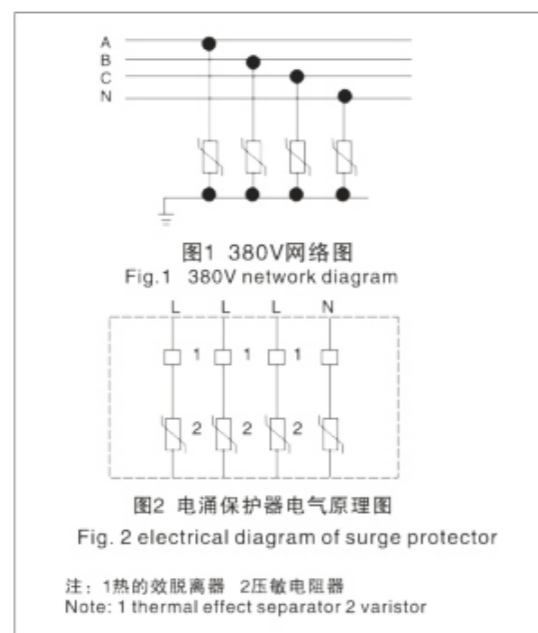 A
B
C
N
图1 380V网络图
Fig.1 380V network diagram
L L L N
1 1 1
2 2 2
图2 电涌保护器电气原理图
Fig. 2 electrical diagram of surge protector
注：1热的效脱离器 2压敏电阻器
Note: 1 thermal effect separator 2 varistor